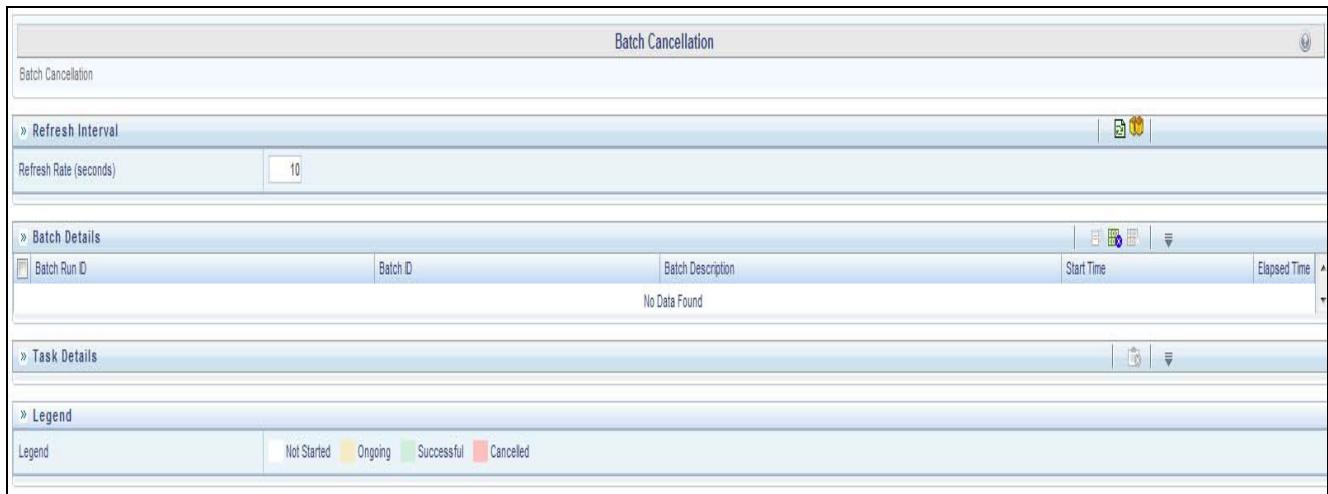 Batch Cancellation
Batch Cancellation
» Refresh Interval
Refresh Rate (seconds) 10
» Batch Details
Batch Run ID Batch ID Batch Description Start Time Elapsed Time
No Data Found
» Task Details
» Legend
Legend Not Started Ongoing Successful Cancelled